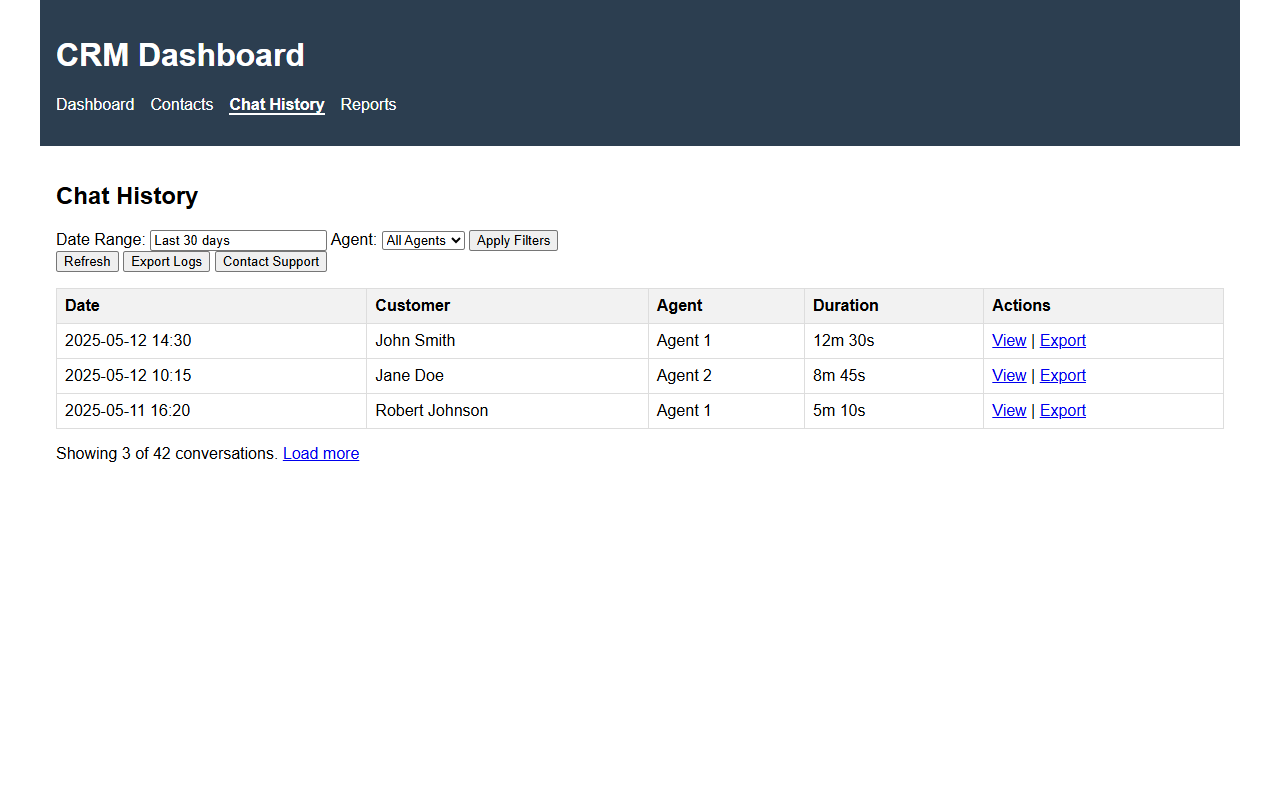 CRM Dashboard
Dashboard Contacts Chat History Reports
Chat History
Date Range: Last 30 days Agent: All Agents Apply Filters
Refresh Export Logs Contact Support
Date Customer Agent Duration Actions
2025-05-12 14:30 John Smith Agent 1 12m 30s View | Export
2025-05-12 10:15 Jane Doe Agent 2 8m 45s View | Export
2025-05-11 16:20 Robert Johnson Agent 1 5m 10s View | Export
Showing 3 of 42 conversations. Load more